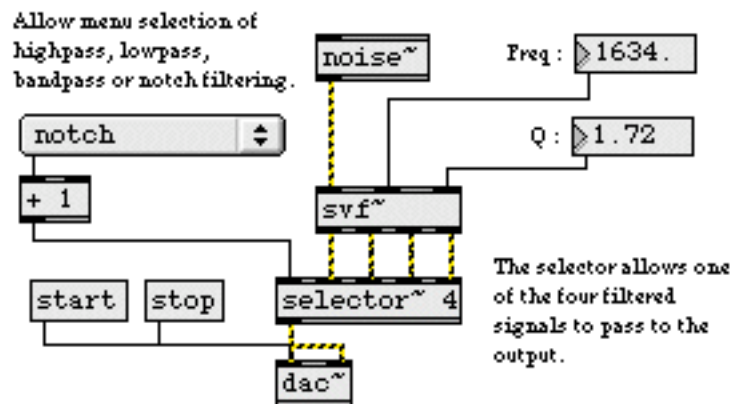 Allow menu selection of
highpass, lowpass,
bandpass or notch filtering.
noise~
Freq : 1634.
notch
Q : 1.72
+ 1
svf~
start
stop
selector~ 4
The selector allows one
of the four filtered
signals to pass to the
output.
dac~